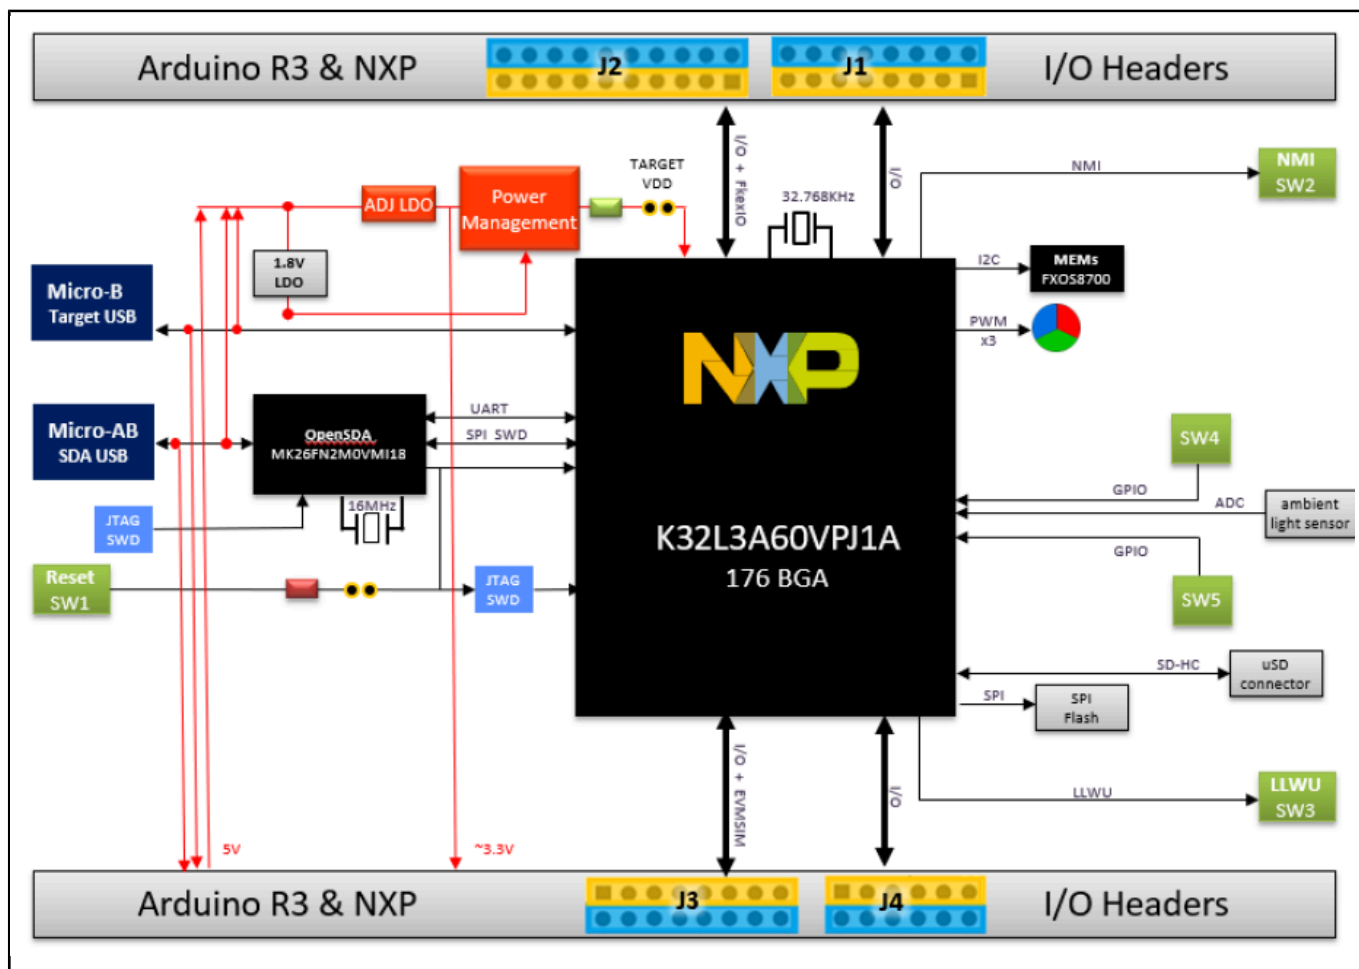 Arduino R3 & NXP
J2
J1
I/O Headers
I/O + FkexIO
I/O
NMI
NMI
SW2
TARGET
VDD
32.768KHz
ADJ LDO
Power
Management
1.8V
LDO
I2C
MEMs
FXOS8700
Micro-B
Target USB
PWM
x3
NXP
UART
Micro-AB
SDA USB
OpenSDA
MK26FN2M0VMI18
SPI SWD
SW4
16MHz
GPIO
ADC
ambient
light sensor
JTAG
SWD
K32L3A60VPJ1A
176 BGA
GPIO
Reset
SW1
JTAG
SWD
SW5
SD-HC
uSD
connector
SPI
SPI
Flash
I/O + EVMSIM
I/O
LLWU
LLWU
SW3
5V
~3.3V
Arduino R3 & NXP
J3
J4
I/O Headers